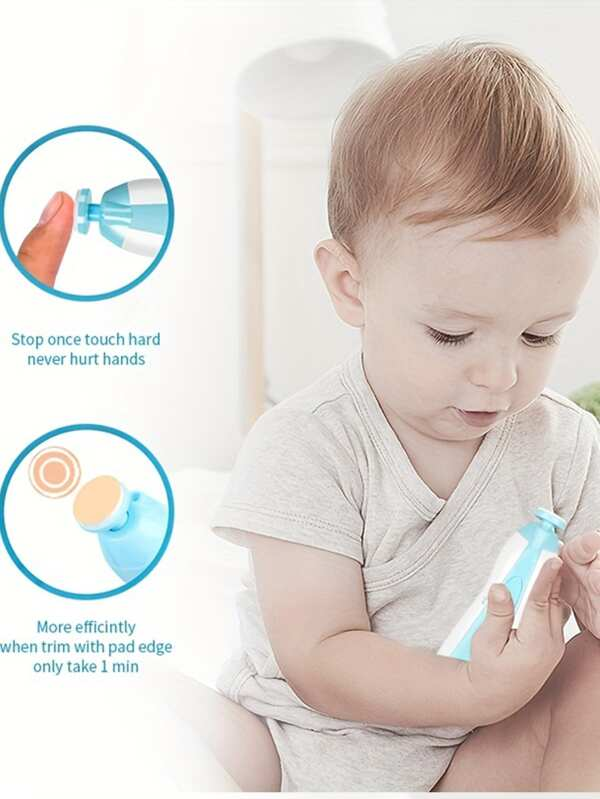 Stop once touch hard
never hurt hands
More efficintly
when trim with pad edge
only take 1 min